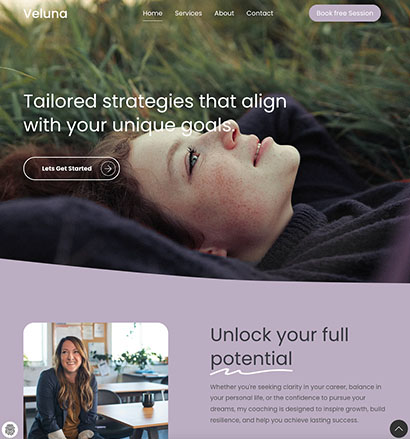 Veluna
Home Services About Contact
Book free Session
Tailored strategies that align
with your unique goals.
Lets Get Started
Unlock your full
potential
Whether you're seeking clarity in your career, balance in
your personal life, or the confidence to pursue your
dreams, my coaching is designed to inspire growth, build
resilience, and help you achieve lasting success.